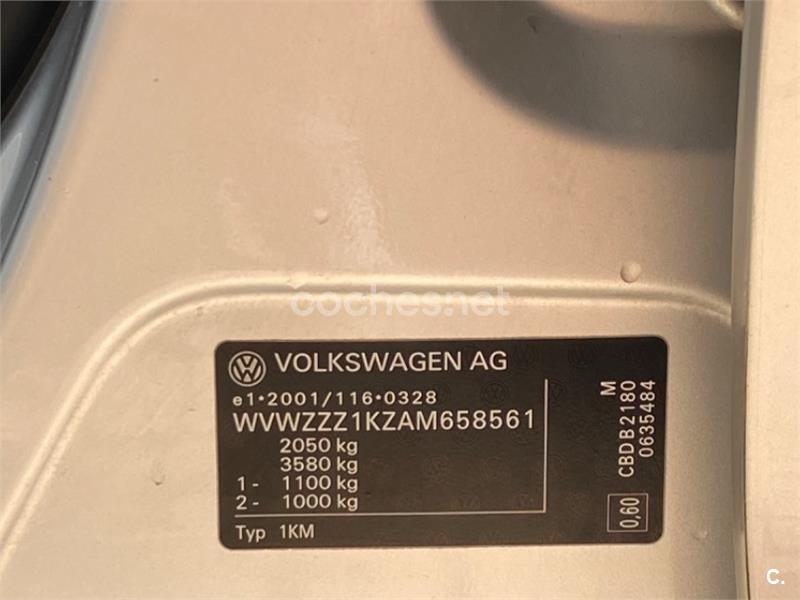 coches.net
VOLKSWAGEN AG
e1*2001/116*0328
WVWZZZ1KZAM658561
2050 kg
3580 kg
1- 1100 kg
2- 1000 kg
Typ 1KM
M
CBDB2180
0635484
0,60
C.